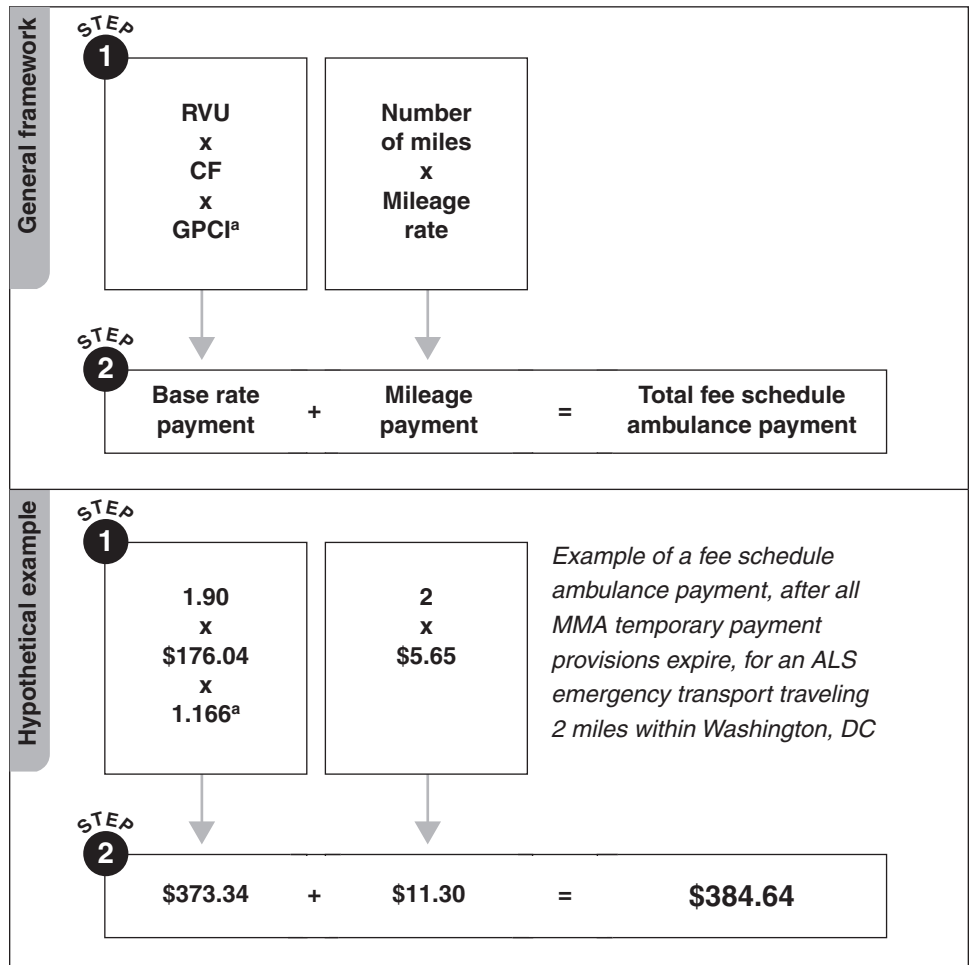 General framework
STEP
1
RVU
x
CF
x
GPCIª
Number
of miles
x
Mileage
rate
STEP
2
Base rate
payment
+
Mileage
payment
=
Total fee schedule
ambulance payment
Hypothetical example
STEP
1
1.90
x
$176.04
x
1.166ª
2
x
$5.65
Example of a fee schedule
ambulance payment, after all
MMA temporary payment
provisions expire, for an ALS
emergency transport traveling
2 miles within Washington, DC
STEP
2
$373.34 + $11.30 = $384.64